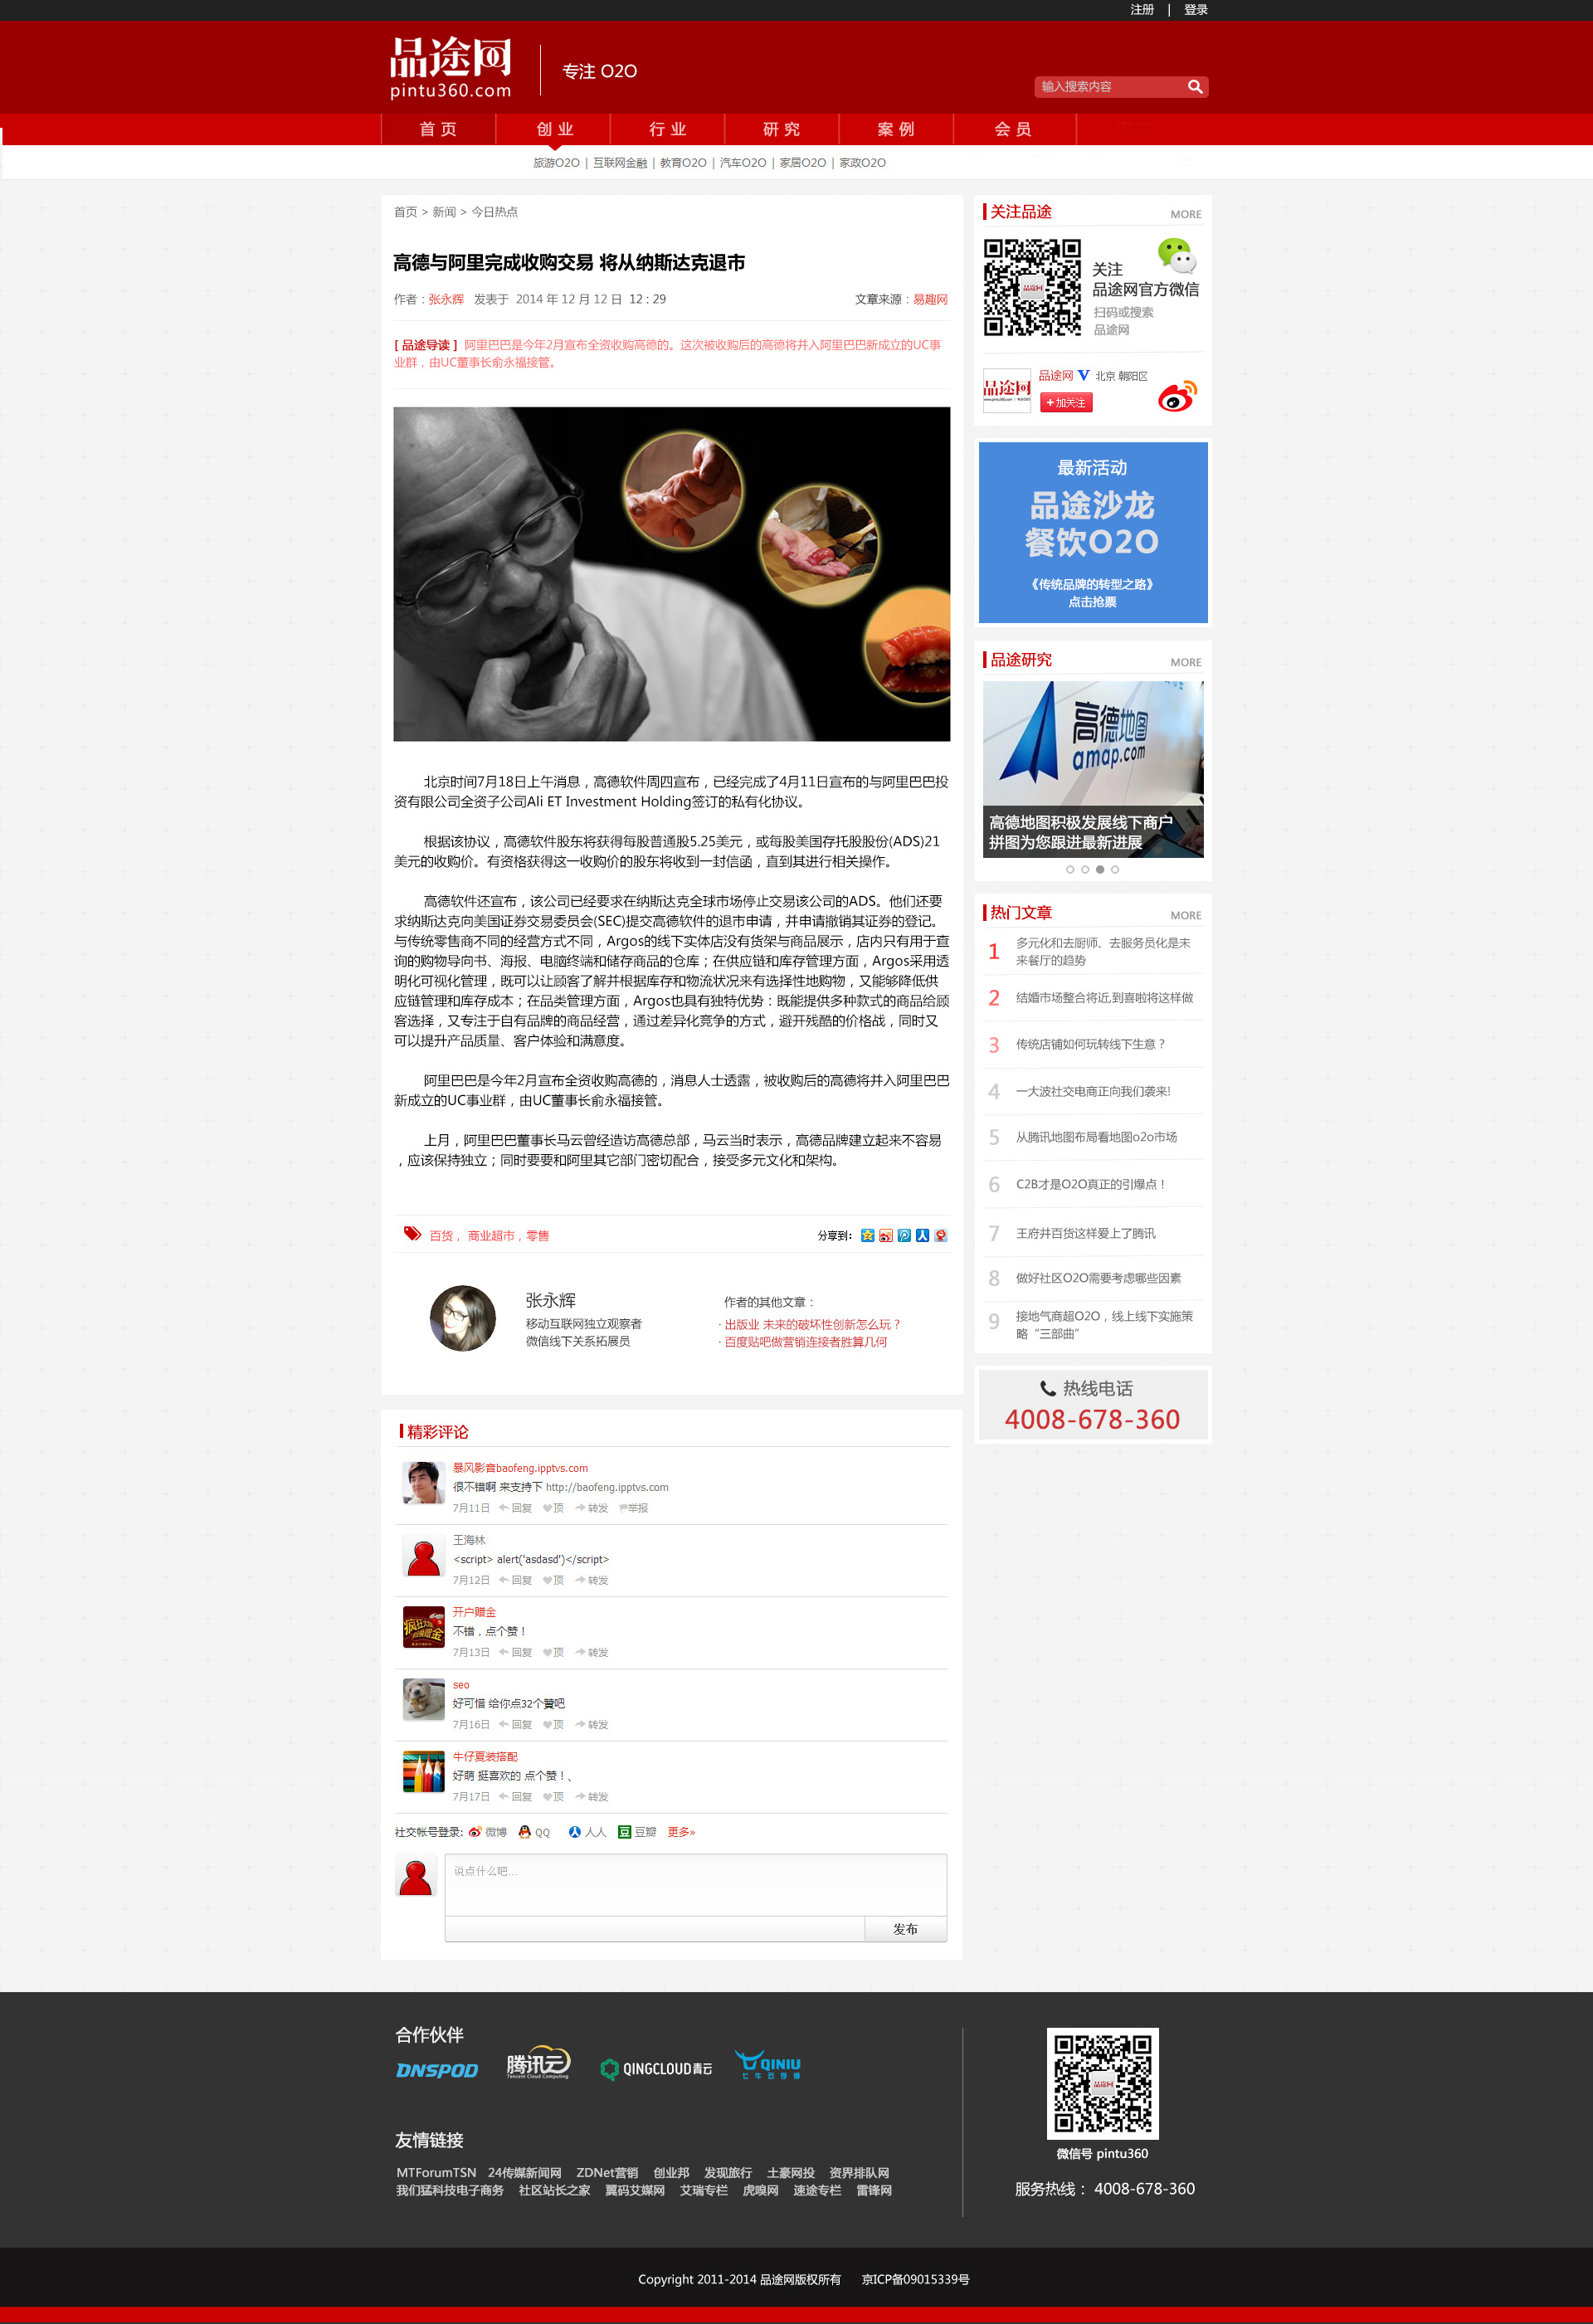 注册 | 登录
品途网
pintu360.com
专注 O2O
输入搜索内容
首 页 创 业 行 业 研 究 案 例 会 员
旅游O2O | 互联网金融 | 教育O2O | 汽车O2O | 家居O2O | 家政O2O
首页 > 新闻 > 今日热点
高德与阿里完成收购交易 将从纳斯达克退市
作者：张永辉 发表于 2014 年 12 月 12 日 12 : 29 文章来源：易趣网
[ 品途导读 ] 阿里巴巴是今年2月宣布全资收购高德的。这次被收购后的高德将并入阿里巴巴新成立的UC事
业群，由UC董事长俞永福接管。
北京时间7月18日上午消息，高德软件周四宣布，已经完成了4月11日宣布的与阿里巴巴投
资有限公司全资子公司Ali ET Investment Holding签订的私有化协议。
根据该协议，高德软件股东将获得每股普通股5.25美元，或每股美国存托股股份(ADS)21
美元的收购价。有资格获得这一收购价的股东将收到一封信函，直到其进行相关操作。
高德软件还宣布，该公司已经要求在纳斯达克全球市场停止交易该公司的ADS。他们还要
求纳斯达克向美国证券交易委员会(SEC)提交高德软件的退市申请，并申请撤销其证券的登记。
与传统零售商不同的经营方式不同，Argos的线下实体店没有货架与商品展示，店内只有用于查
询的购物导向书、海报、电脑终端和储存商品的仓库；在供应链和库存管理方面，Argos采用透
明化可视化管理，既可以让顾客了解并根据库存和物流状况来有选择性地购物，又能够降低供
应链管理和库存成本；在品类管理方面，Argos也具有独特优势：既能提供多种款式的商品给顾
客选择，又专注于自有品牌的商品经营，通过差异化竞争的方式，避开残酷的价格战，同时又
可以提升产品质量、客户体验和满意度。
阿里巴巴是今年2月宣布全资收购高德的，消息人士透露，被收购后的高德将并入阿里巴巴
新成立的UC事业群，由UC董事长俞永福接管。
上月，阿里巴巴董事长马云曾经造访高德总部，马云当时表示，高德品牌建立起来不容易
，应该保持独立；同时要要和阿里其它部门密切配合，接受多元文化和架构。
百货， 商业超市，零售
分享到：
张永辉
移动互联网独立观察者
微信线下关系拓展员
作者的其他文章：
· 出版业 未来的破坏性创新怎么玩？
· 百度贴吧做营销连接者胜算几何
精彩评论
暴风影音baofeng.ipptvs.com
很不错啊 来支持下 http://baofeng.ipptvs.com
7月11日 回复 顶 转发 举报
王海林
<script> alert('asdasd')</script>
7月12日 回复 顶 转发
开户赠金
不错，点个赞！
7月13日 回复 顶 转发
seo
好可惜 给你点32个赞吧
7月16日 回复 顶 转发
牛仔夏装搭配
好萌 挺喜欢的 点个赞！、
7月17日 回复 顶 转发
社交帐号登录: 微博 QQ 人人 豆瓣 更多»
说点什么吧...
发布
关注品途 MORE
关注
品途网官方微信
扫码或搜索
品途网
品途网
品途网 V 北京 朝阳区
+ 加关注
最新活动
品途沙龙
餐饮O2O
《传统品牌的转型之路》
点击抢票
品途研究 MORE
高德地图
amap.com
高德地图积极发展线下商户
拼图为您跟进最新进展
热门文章 MORE
1 多元化和去厨师、去服务员化是未
来餐厅的趋势
2 结婚市场整合将近,到喜啦将这样做
3 传统店铺如何玩转线下生意？
4 一大波社交电商正向我们袭来!
5 从腾讯地图布局看地图o2o市场
6 C2B才是O2O真正的引爆点！
7 王府井百货这样爱上了腾讯
8 做好社区O2O需要考虑哪些因素
9 接地气商超O2O，线上线下实施策
略“三部曲”
热线电话
4008-678-360
合作伙伴
DNSPOD
腾讯云
Tencent Cloud Computing
QINGCLOUD青云
QINIU
七牛云存储
友情链接
MTForumTSN 24传媒新闻网 ZDNet营销 创业邦 发现旅行 土豪网投 资界排队网
我们猛科技电子商务 社区站长之家 翼码艾媒网 艾瑞专栏 虎嗅网 速途专栏 雷锋网
微信号 pintu360
服务热线： 4008-678-360
Copyright 2011-2014 品途网版权所有 京ICP备09015339号